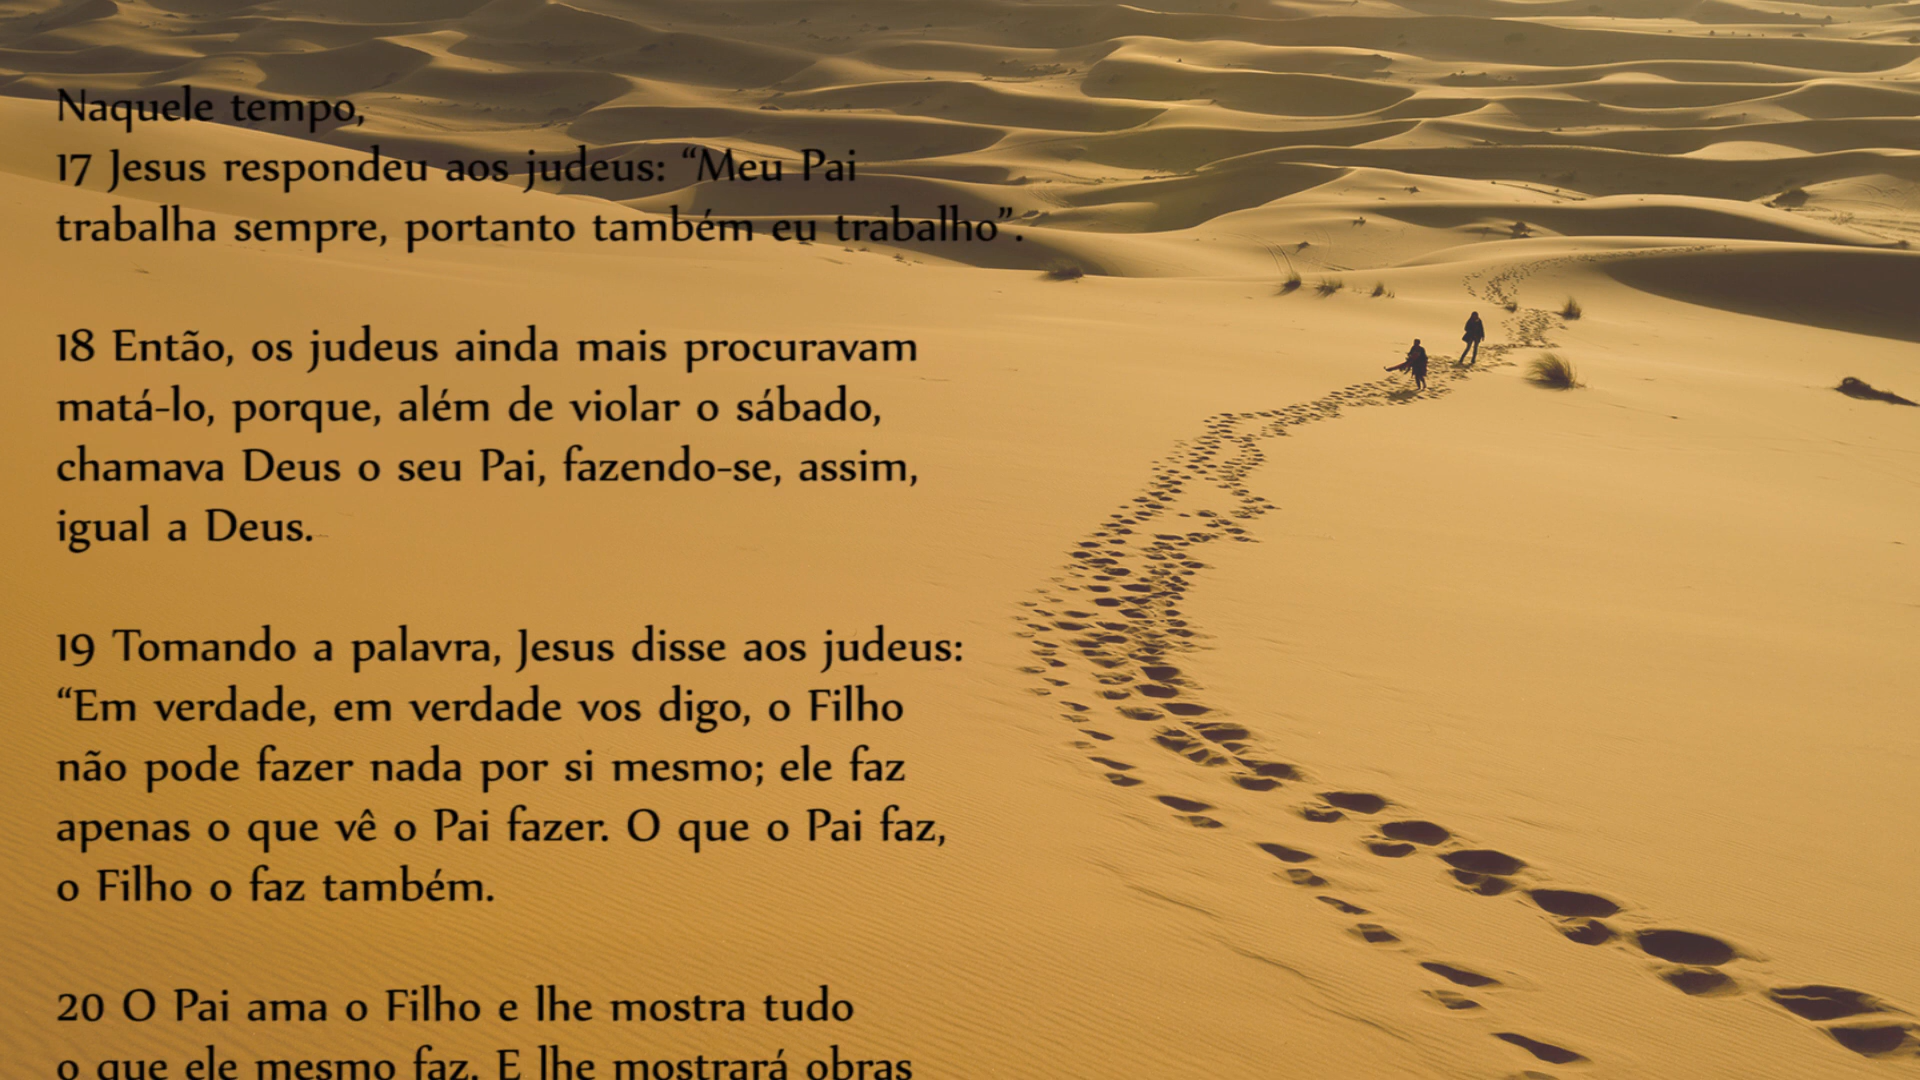 Naquele tempo,
17 Jesus respondeu aos judeus: “Meu Pai
trabalha sempre, portanto também eu trabalho”.
18 Então, os judeus ainda mais procuravam
matá-lo, porque, além de violar o sábado,
chamava Deus o seu Pai, fazendo-se, assim,
igual a Deus.
19 Tomando a palavra, Jesus disse aos judeus:
“Em verdade, em verdade vos digo, o Filho
não pode fazer nada por si mesmo; ele faz
apenas o que vê o Pai fazer. O que o Pai faz,
o Filho o faz também.
20 O Pai ama o Filho e lhe mostra tudo
o que ele mesmo faz. E lhe mostrará obras